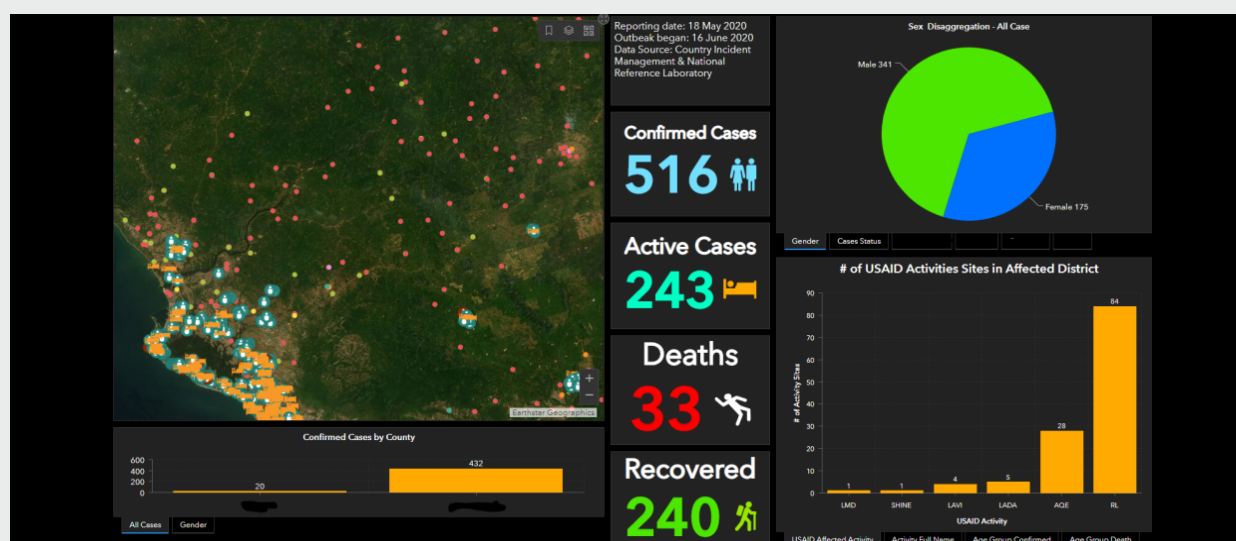 Reporting date: 18 May 2020
Outbeak began: 16 June 2020
Data Source: Country Incident
Management & National
Reference Laboratory
Confirmed Cases
516
Active Cases
243
Deaths
33
Recovered
240
Earthstar Geographics
Confirmed Cases by County
600
400
200
0
20
432
All Cases
Gender
Sex Disaggregation - All Case
Male 341
Female 175
Gender
Cases Status
# of USAID Activities Sites in Affected District
# of Activity Sites
90
80
70
60
50
40
30
20
10
0
1
1
4
5
28
84
LMD
SHINE
LAVI
LADA
AQE
RL
USAID Activity
USAID Affected Activity
Activity Full Name
Age Group Confirmed
Age Group Death